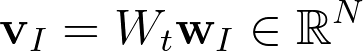 𝐯_I = W_t 𝐰_I ∈ ℝ^N